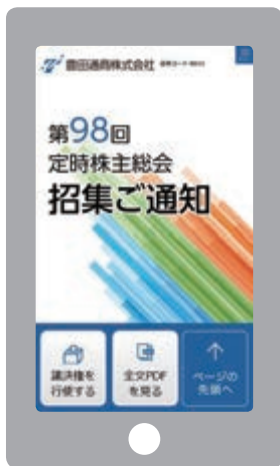 豊田通商株式会社
第98回
定時株主総会
招集ご通知
議決権を
行使する
全文PDF
を見る
ページの
先頭へ